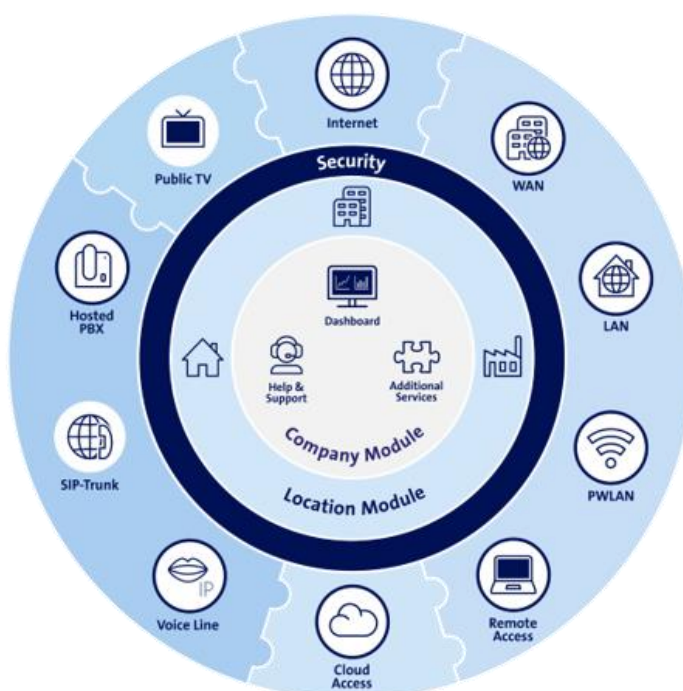 Internet
WAN
LAN
PWLAN
Remote
Access
Cloud
Access
Voice Line
IP
SIP-Trunk
Hosted
PBX
Public TV
Security
Dashboard
Help &
Support
Additional
Services
Company Module
Location Module